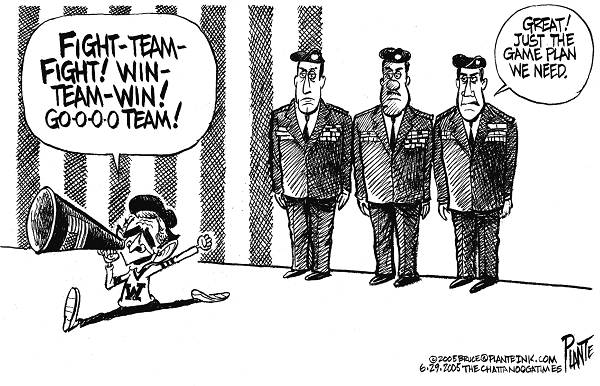 FIGHT-TEAM-
FIGHT! WIN-
TEAM-WIN!
GO-O-O-O TEAM!
GREAT!
JUST THE
GAME PLAN
WE NEED.
W
©2005 BRUCE@PLANTEINK.COM
6.29.2005 THE CHATTANOOGA TIMES
PLANTE